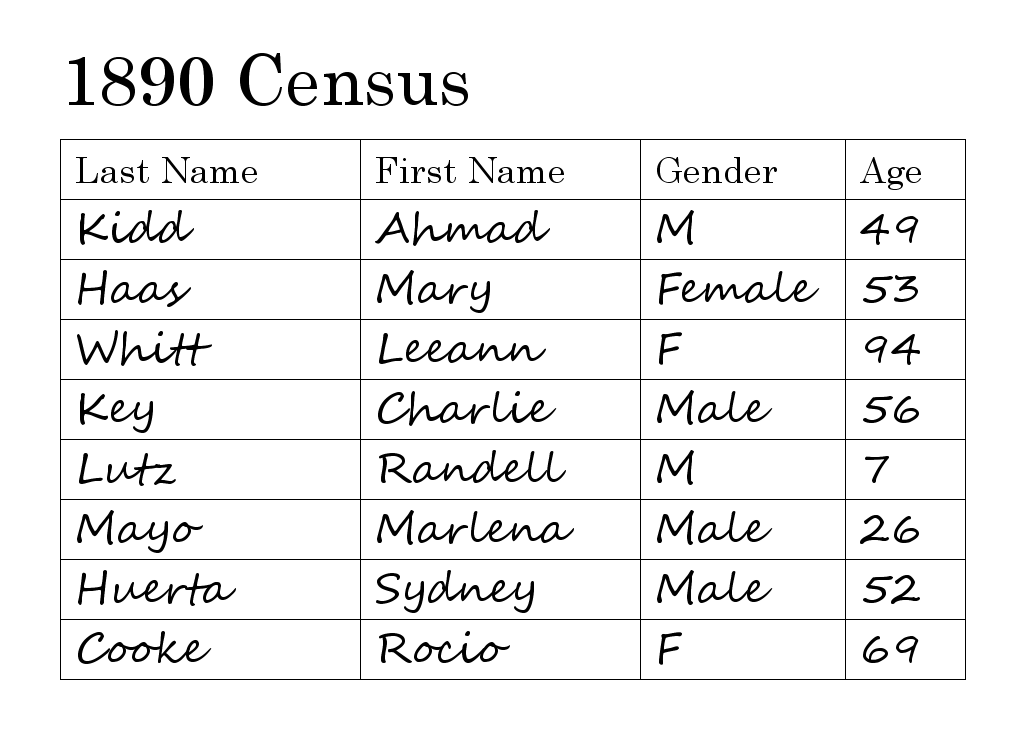 1890 Census
Last Name First Name Gender Age
Kidd Ahmad M 49
Haas Mary Female 53
Whitt Leeann F 94
Key Charlie Male 56
Lutz Randell M 7
Mayo Marlena Male 26
Huerta Sydney Male 52
Cooke Rocio F 69